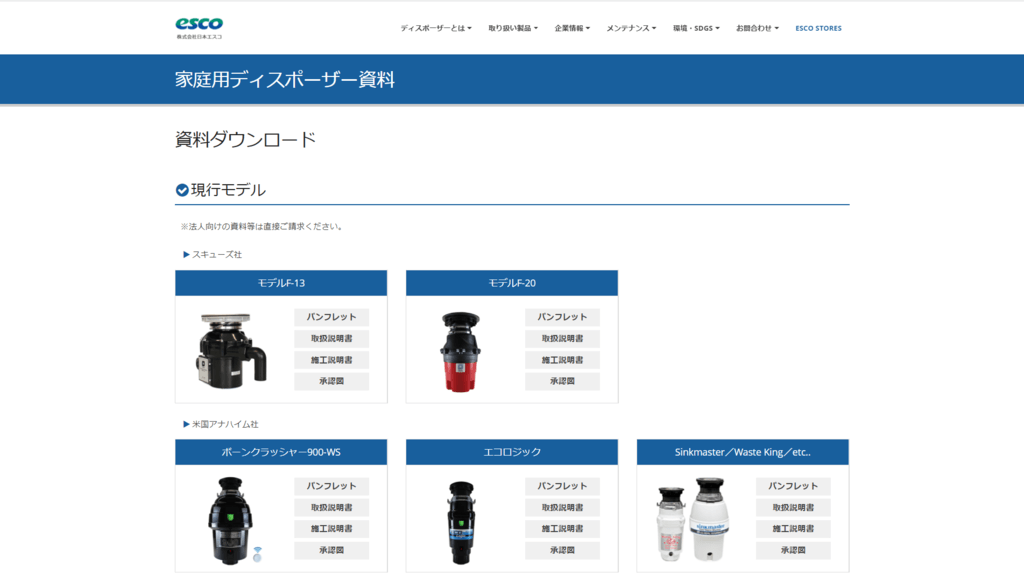 esco
株式会社日本エスコ
ディスポーザーとは 取り扱い製品 企業情報 メンテナンス 環境・SDGS お問合わせ ESCO STORES
家庭用ディスポーザー資料
資料ダウンロード
現行モデル
※法人向けの資料等は直接ご請求ください。
スキューズ社
モデルF-13
パンフレット
取扱説明書
施工説明書
承認図
モデルF-20
パンフレット
取扱説明書
施工説明書
承認図
米国アナハイム社
ボーンクラッシャー900-WS
パンフレット
取扱説明書
施工説明書
承認図
エコロジック
パンフレット
取扱説明書
施工説明書
承認図
Sinkmaster／Waste King／etc..
パンフレット
取扱説明書
施工説明書
承認図